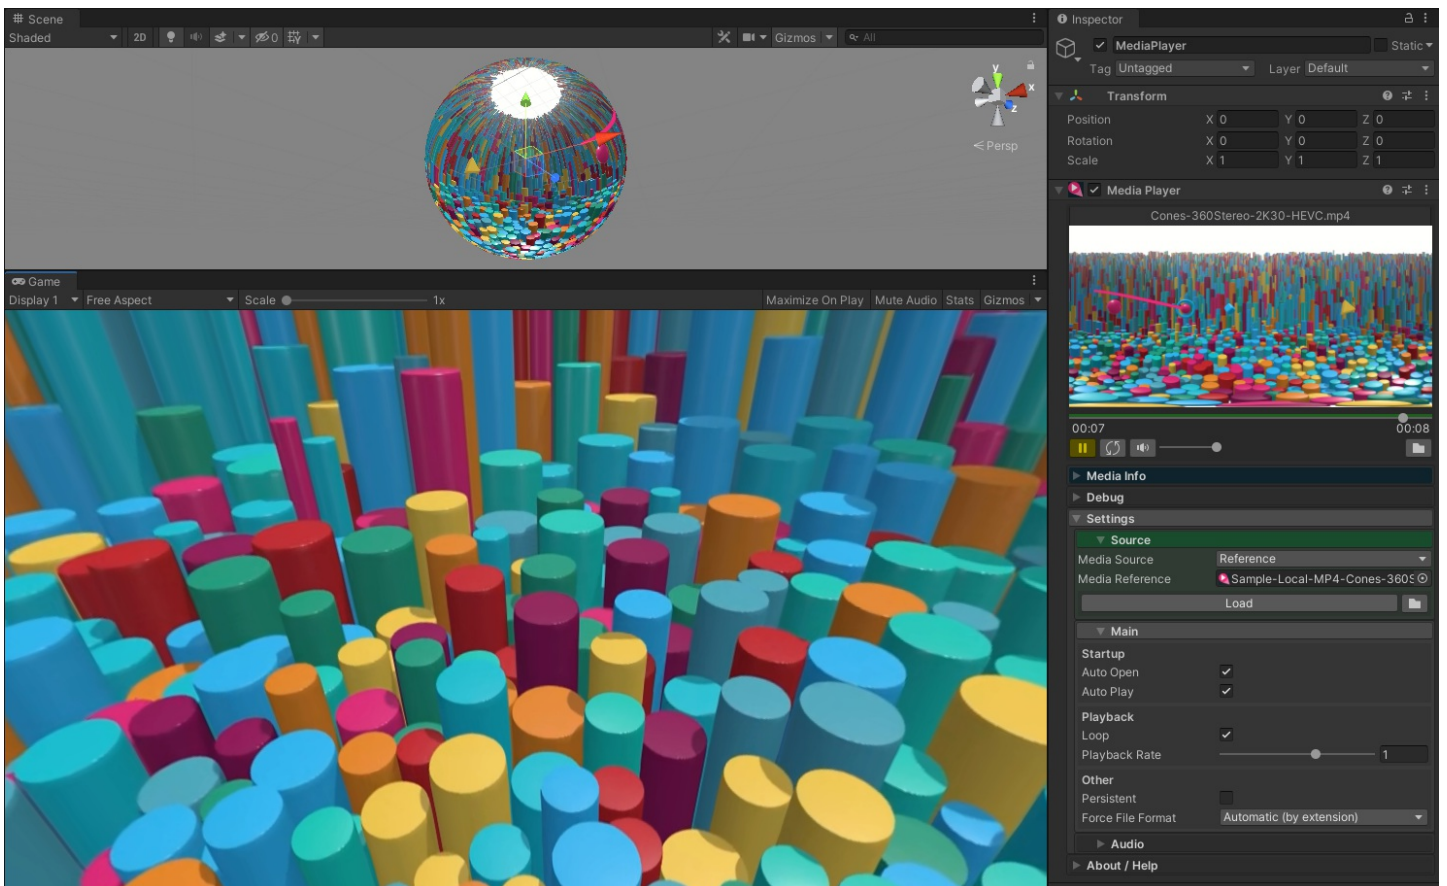 Scene
Shaded 2D 0 Gizmos All
y
x
z
Persp
Game
Display 1 Free Aspect Scale 1x Maximize On Play Mute Audio Stats Gizmos
Inspector
MediaPlayer Static
Tag Untagged Layer Default
Transform
Position X 0 Y 0 Z 0
Rotation X 0 Y 0 Z 0
Scale X 1 Y 1 Z 1
Media Player
Cones-360Stereo-2K30-HEVC.mp4
00:07 00:08
Media Info
Debug
Settings
Source
Media Source Reference
Media Reference Sample-Local-MP4-Cones-360S
Load
Main
Startup
Auto Open
Auto Play
Playback
Loop
Playback Rate 1
Other
Persistent
Force File Format Automatic (by extension)
Audio
About / Help